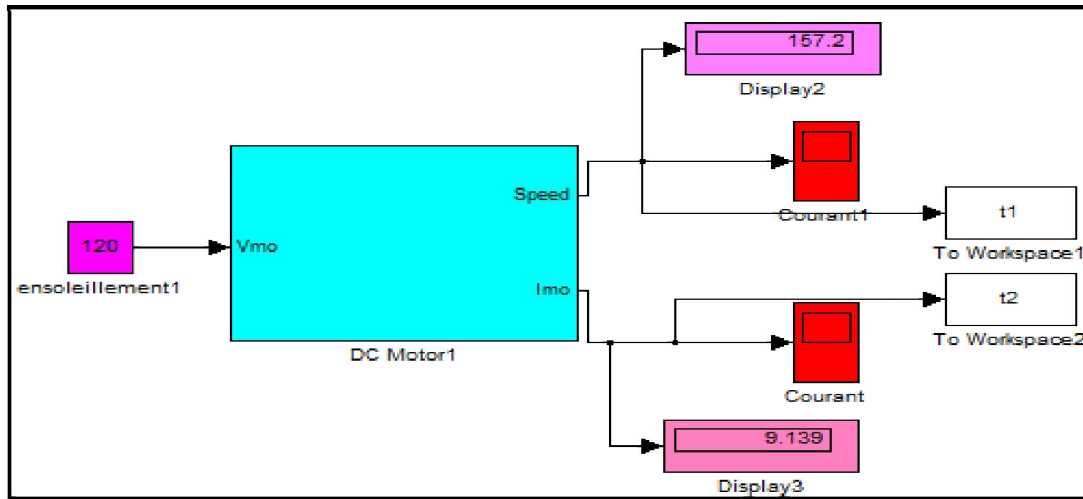 157.2
Display2
Speed
Courant1
t1
To Workspace1
120
Vmo
ensoleillement1
Imo
t2
To Workspace2
DC Motor1
Courant
9.139
Display3